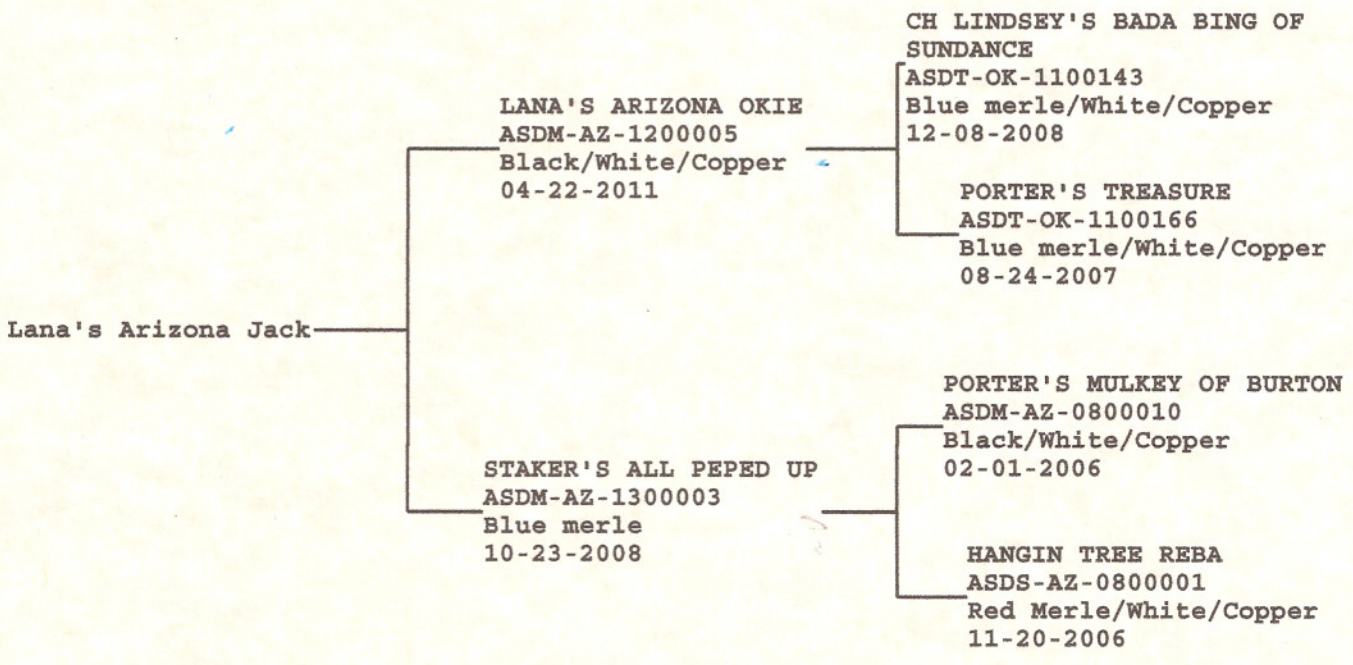 CH LINDSEY'S BADA BING OF
SUNDANCE
ASDT-OK-1100143
Blue merle/White/Copper
12-08-2008
LANA'S ARIZONA OKIE
ASDM-AZ-1200005
Black/White/Copper
04-22-2011
PORTER'S TREASURE
ASDT-OK-1100166
Blue merle/White/Copper
08-24-2007
Lana's Arizona Jack
PORTER'S MULKEY OF BURTON
ASDM-AZ-0800010
Black/White/Copper
02-01-2006
STAKER'S ALL PEPED UP
ASDM-AZ-1300003
Blue merle
10-23-2008
HANGIN TREE REBA
ASDS-AZ-0800001
Red Merle/White/Copper
11-20-2006